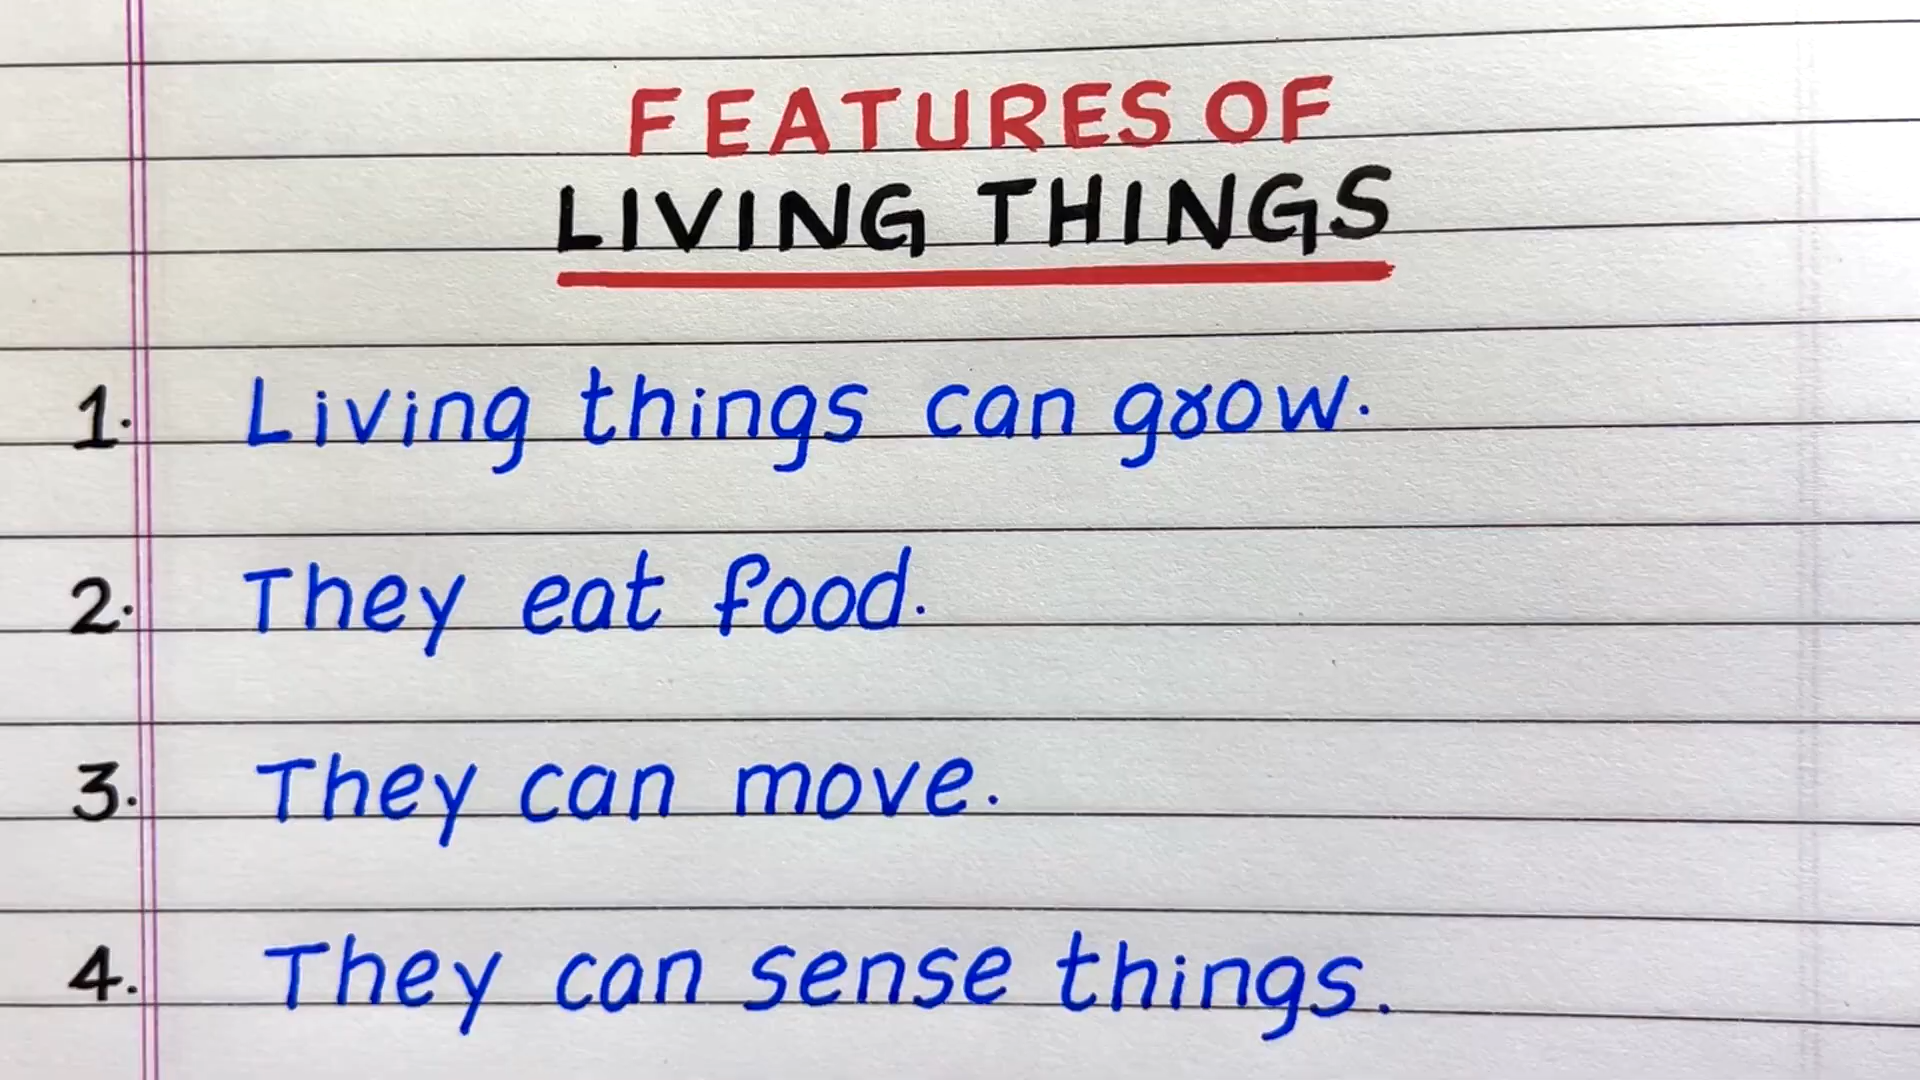 FEATURES OF
LIVING THINGS
1. Living things can grow.
2. They eat food.
3. They can move.
4. They can sense things.